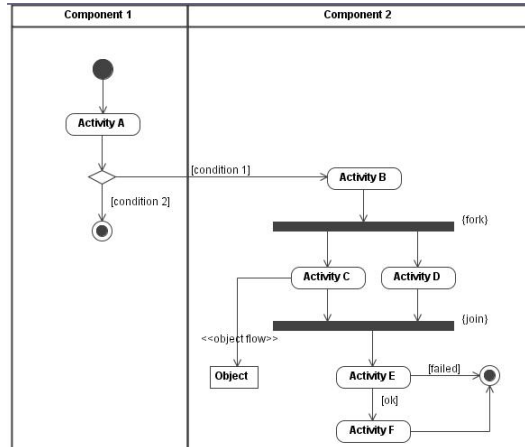 Component 1
Component 2
Activity A
[condition 1]
Activity B
[condition 2]
{fork}
Activity C
Activity D
{join}
<<object flow>>
Object
Activity E
[failed]
[ok]
Activity F